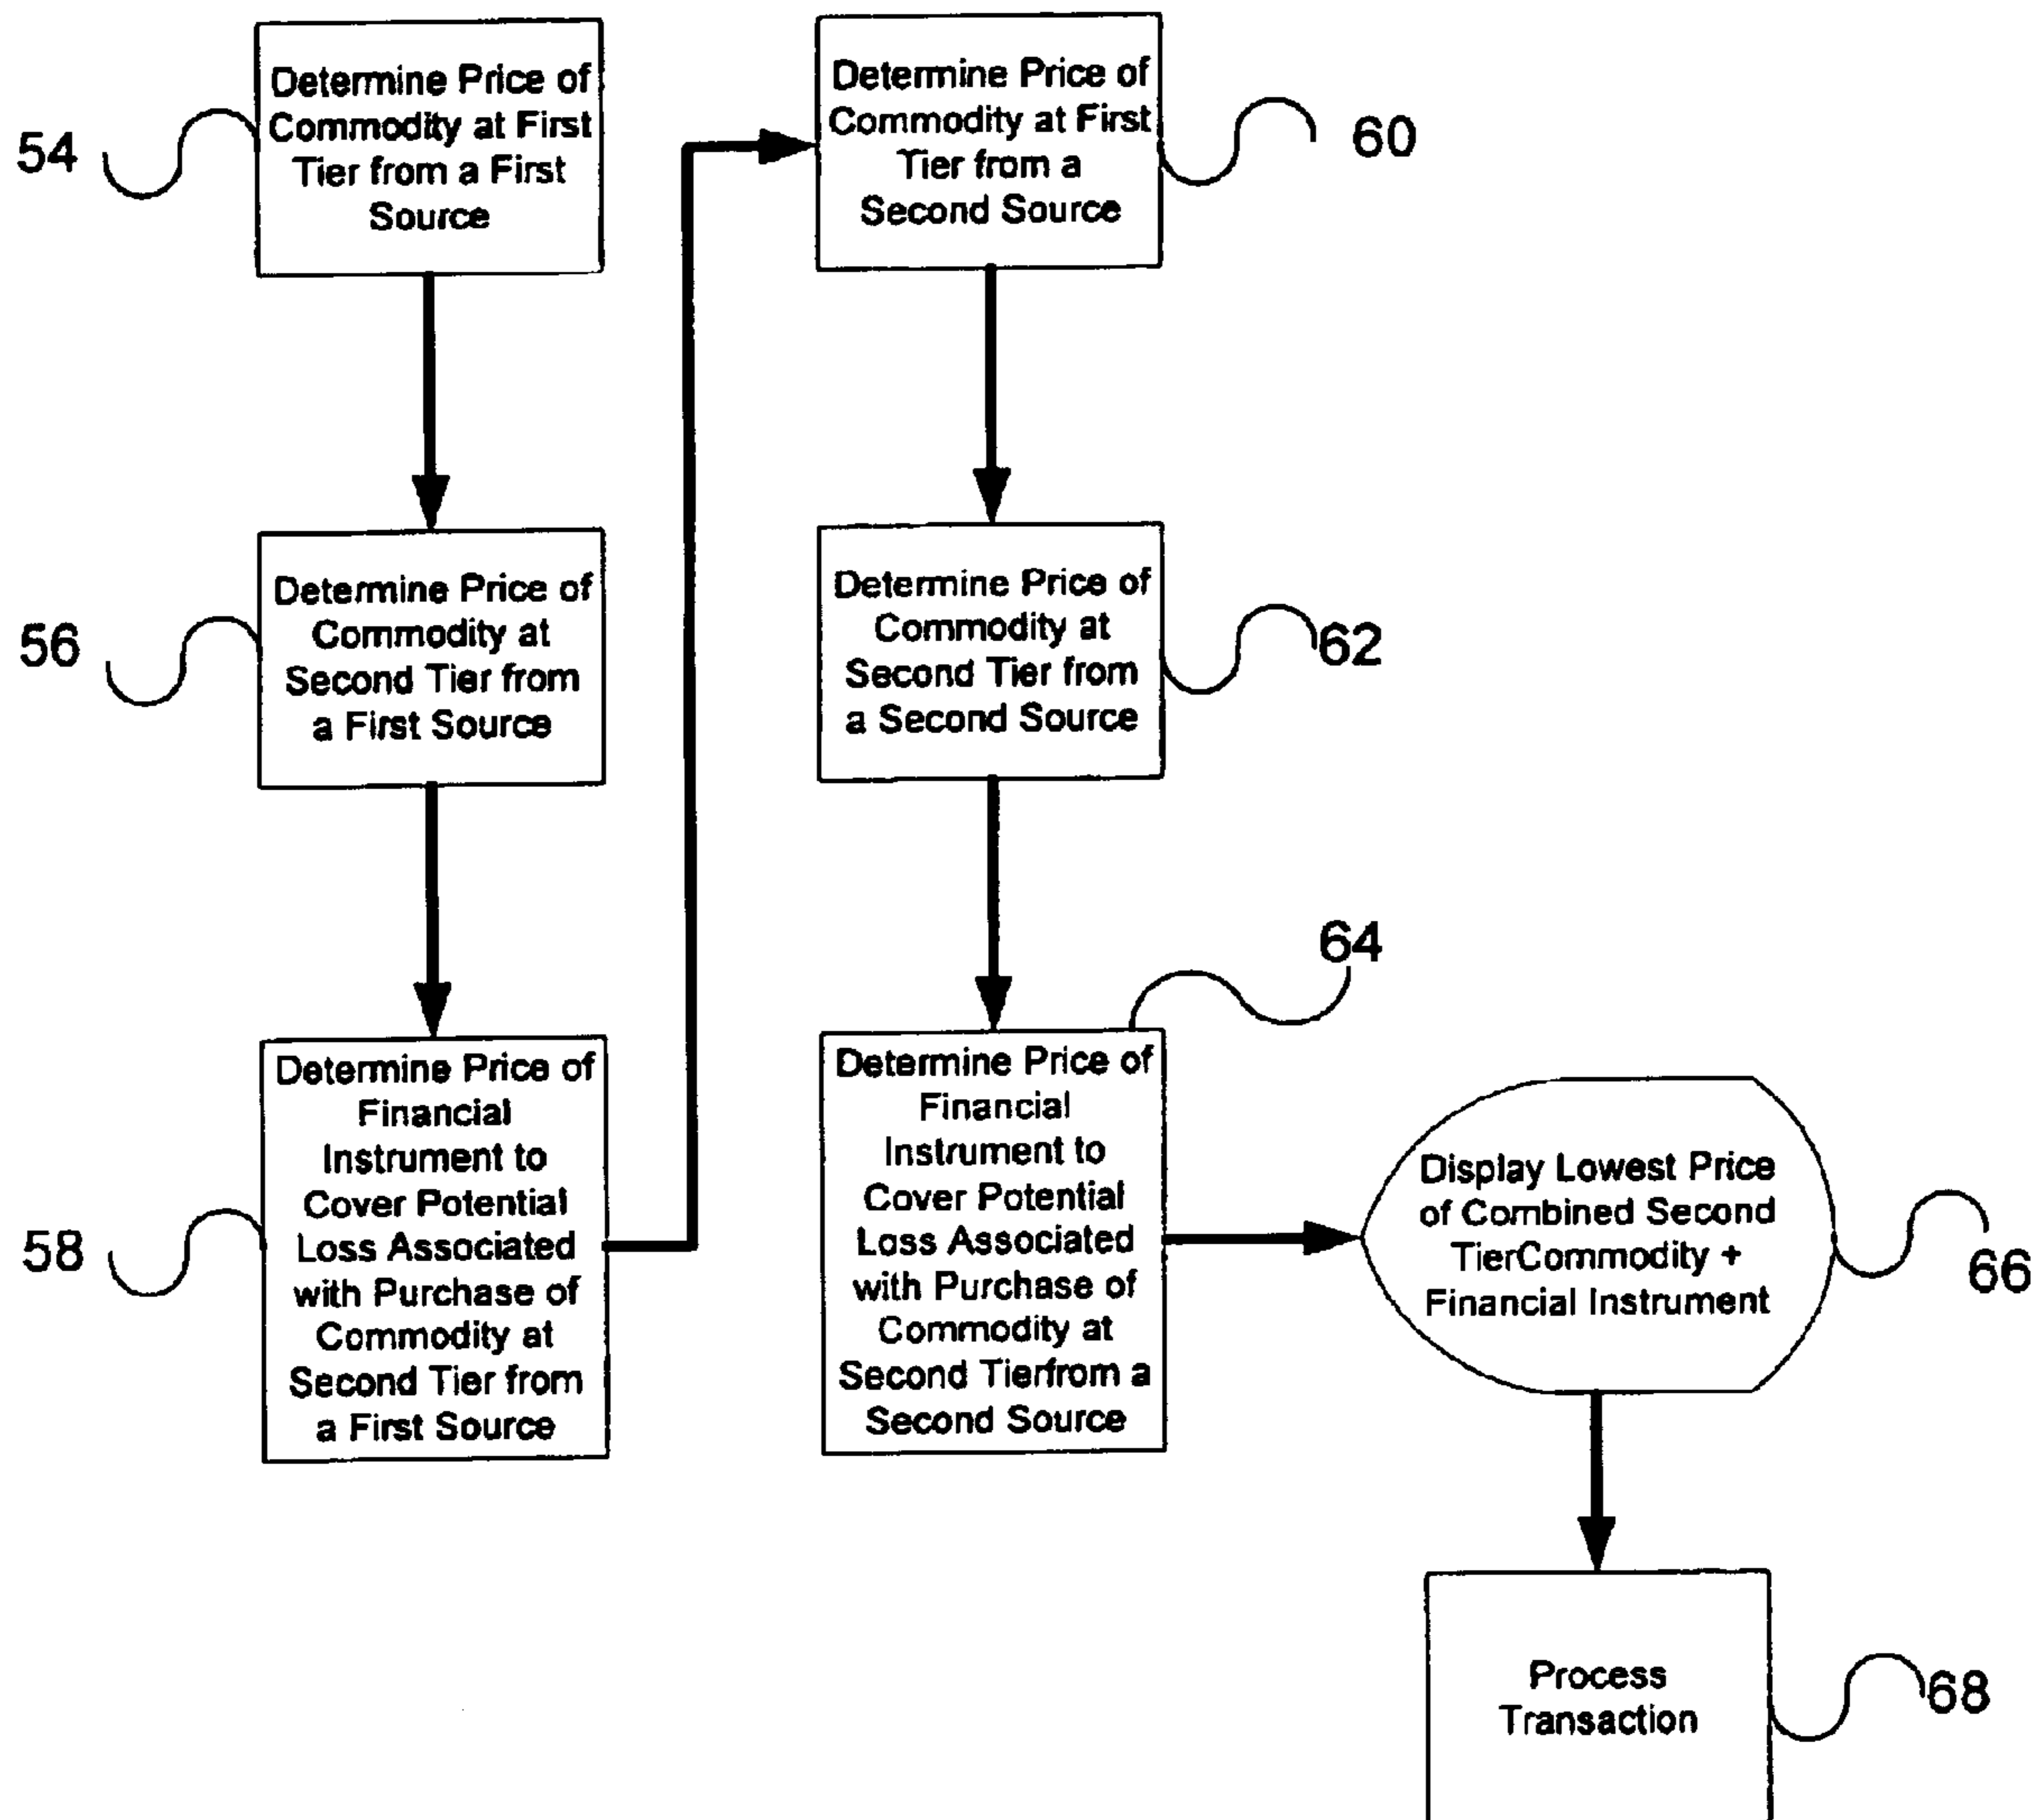 54
Determine Price of
Commodity at First
Tier from a First
Source
56
Determine Price of
Commodity at
Second Tier from
a First Source
58
Determine Price of
Financial
Instrument to
Cover Potential
Loss Associated
with Purchase of
Commodity at
Second Tier from
a First Source
Determine Price of
Commodity at First
Tier from a
Second Source
60
Determine Price of
Commodity at
Second Tier from
a Second Source
62
64
Determine Price of
Financial
Instrument to
Cover Potential
Loss Associated
with Purchase of
Commodity at
Second Tierfrom a
Second Source
Display Lowest Price
of Combined Second
TierCommodity +
Financial Instrument
66
Process
Transaction
68